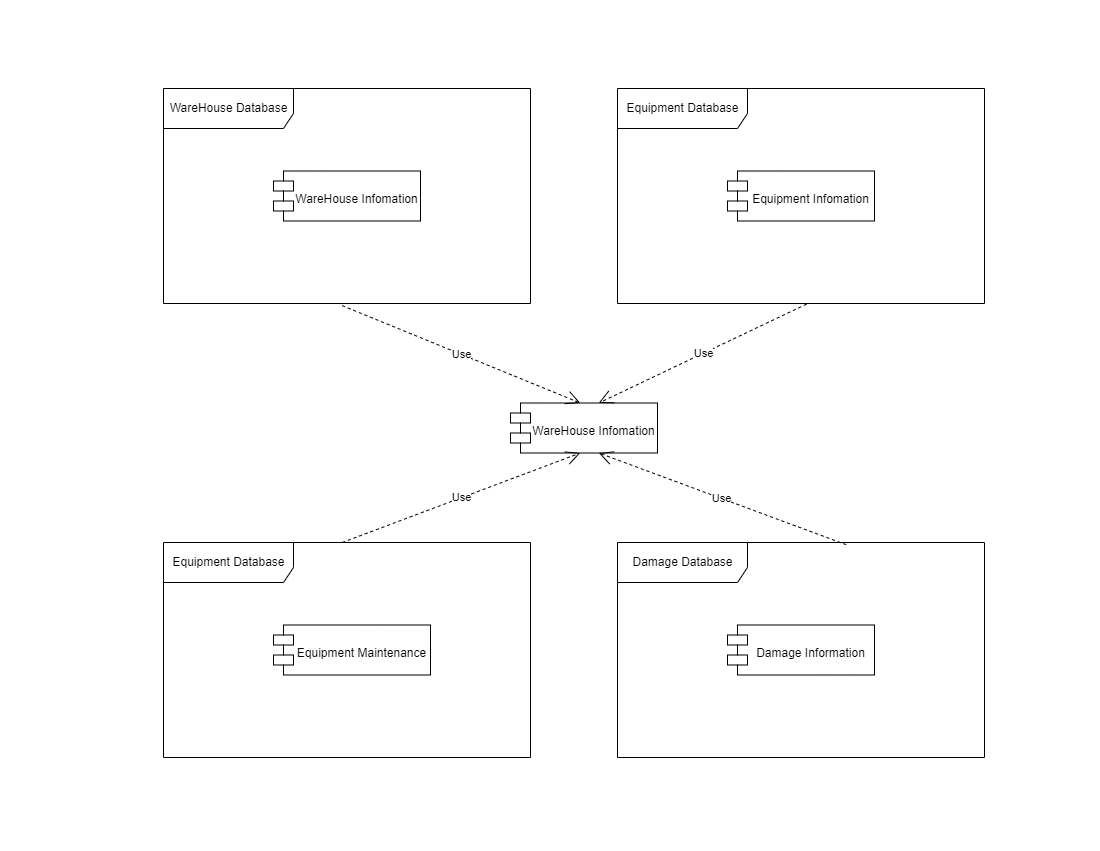 WareHouse Database
Equipment Database
WareHouse Infomation
Equipment Infomation
Use
Use
WareHouse Infomation
Use
Use
Equipment Database
Damage Database
Equipment Maintenance
Damage Information